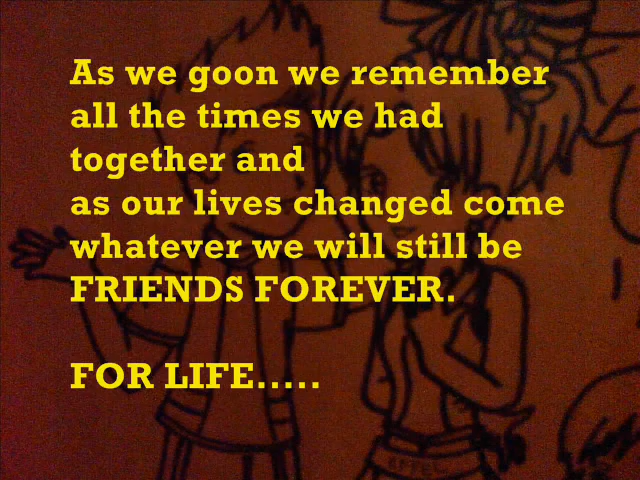 As we goon we remember
all the times we had
together and
as our lives changed come
whatever we will still be
FRIENDS FOREVER.
FOR LIFE.....